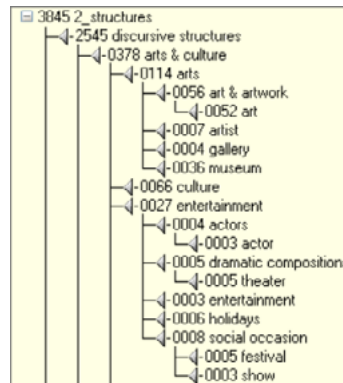 3845 2_structures
2545 discursive structures
0378 arts & culture
0114 arts
0056 art & artwork
0052 art
0007 artist
0004 gallery
0036 museum
0066 culture
0027 entertainment
0004 actors
0003 actor
0005 dramatic composition
0005 theater
0003 entertainment
0006 holidays
0008 social occasion
0005 festival
0003 show